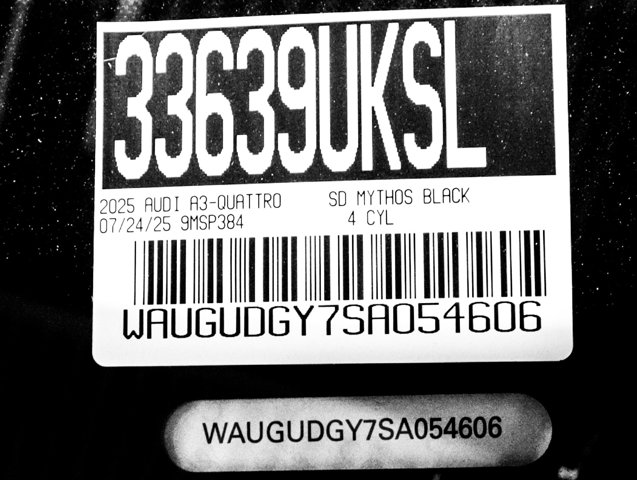 33639UKSL
2025 AUDI A3-QUATTRO SD MYTHOS BLACK
07/24/25 9MSP384 4 CYL
WAUGUDGY7SA054606
WAUGUDGY7SA054606